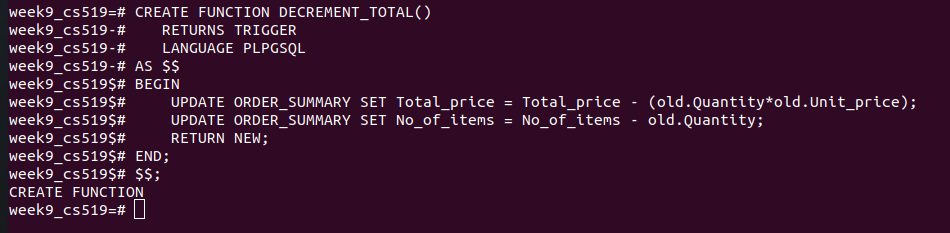 week9_cs519=# CREATE FUNCTION DECREMENT_TOTAL()
week9_cs519-#    RETURNS TRIGGER
week9_cs519-#    LANGUAGE PLPGSQL
week9_cs519-# AS $$
week9_cs519$# BEGIN
week9_cs519$#     UPDATE ORDER_SUMMARY SET Total_price = Total_price - (old.Quantity*old.Unit_price);
week9_cs519$#     UPDATE ORDER_SUMMARY SET No_of_items = No_of_items - old.Quantity;
week9_cs519$#     RETURN NEW;
week9_cs519$# END;
week9_cs519$# $$;
CREATE FUNCTION
week9_cs519=#